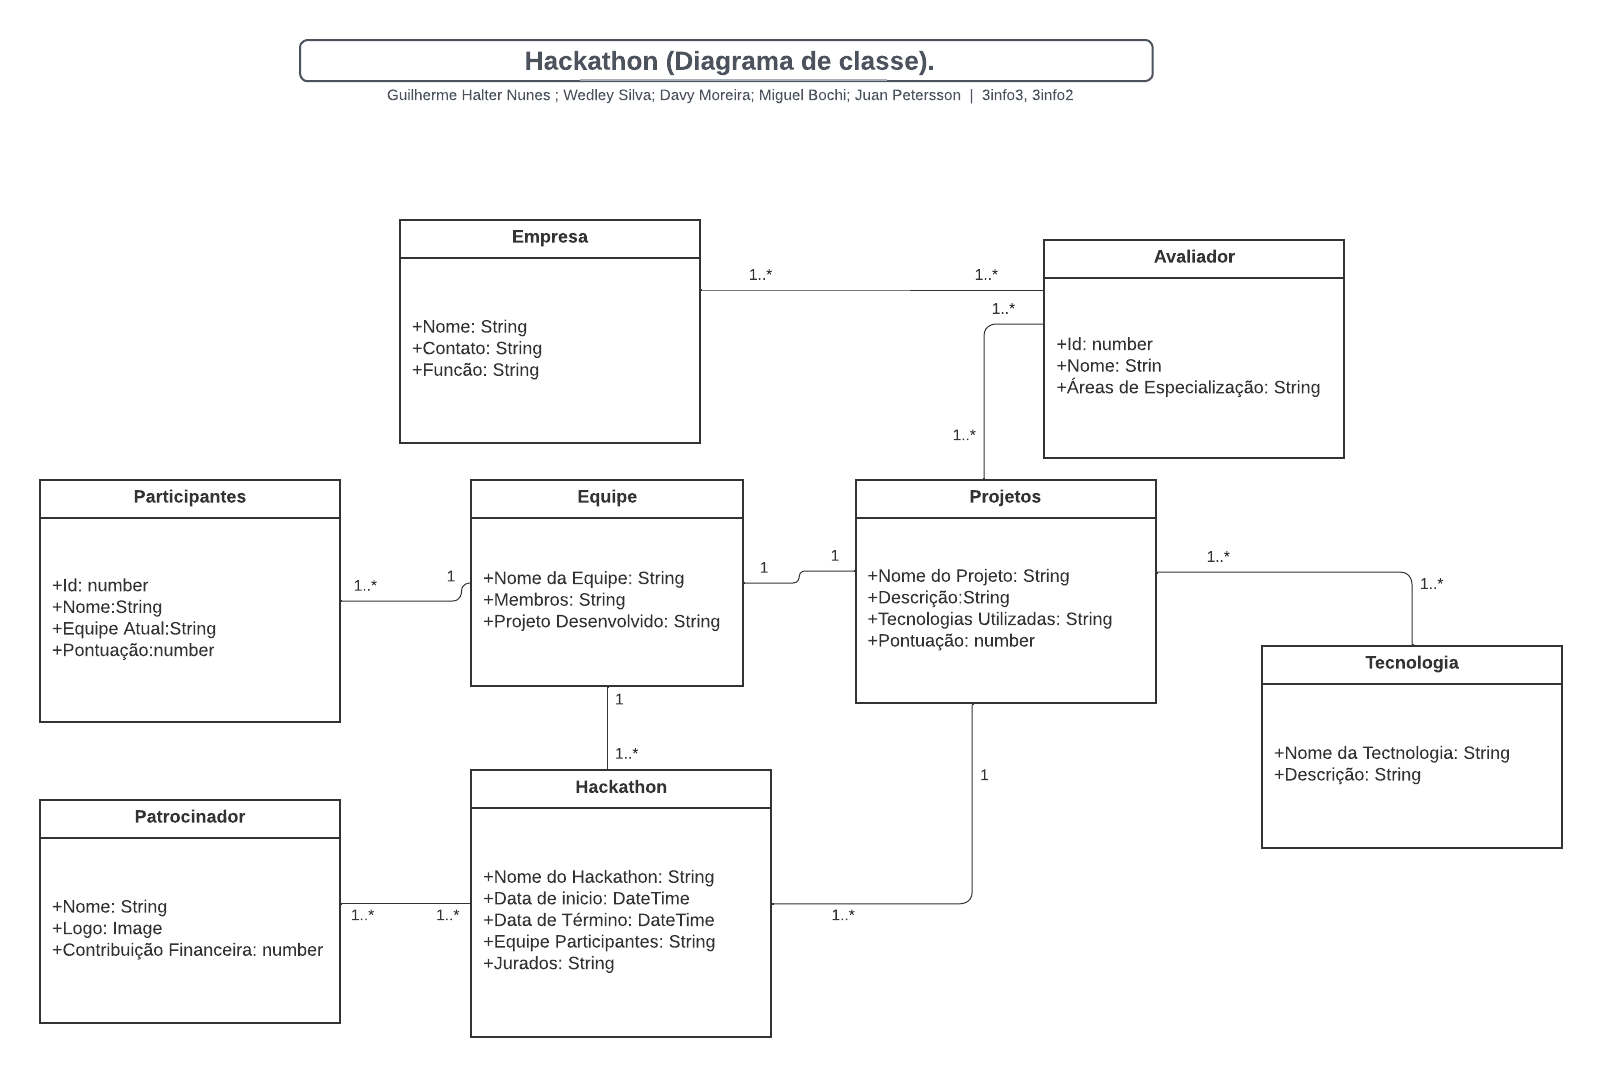 Hackathon (Diagrama de classe).
Guilherme Halter Nunes ; Wedley Silva; Davy Moreira; Miguel Bochi; Juan Petersson | 3info3, 3info2
Empresa
+Nome: String
+Contato: String
+Funcão: String
1..*
1..*
Avaliador
+Id: number
+Nome: Strin
+Áreas de Especialização: String
1..*
1..*
Participantes
+Id: number
+Nome:String
+Equipe Atual:String
+Pontuação:number
1..*
1
Equipe
+Nome da Equipe: String
+Membros: String
+Projeto Desenvolvido: String
1
1
Projetos
+Nome do Projeto: String
+Descrição:String
+Tecnologias Utilizadas: String
+Pontuação: number
1..*
1..*
Tecnologia
+Nome da Tectnologia: String
+Descrição: String
1
1..*
Patrocinador
+Nome: String
+Logo: Image
+Contribuição Financeira: number
1..*
1..*
Hackathon
+Nome do Hackathon: String
+Data de inicio: DateTime
+Data de Término: DateTime
+Equipe Participantes: String
+Jurados: String
1
1..*